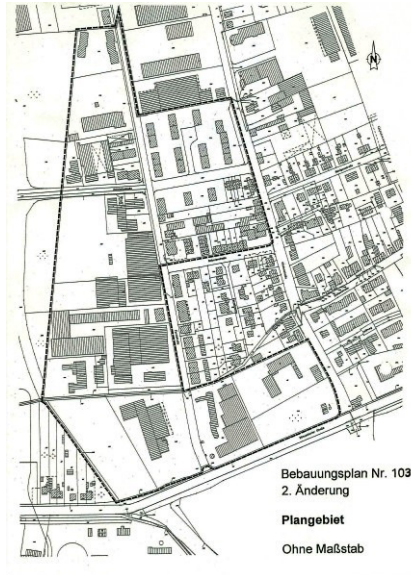 N
Bebauungsplan Nr. 103
2. Änderung
Plangebiet
Ohne Maßstab